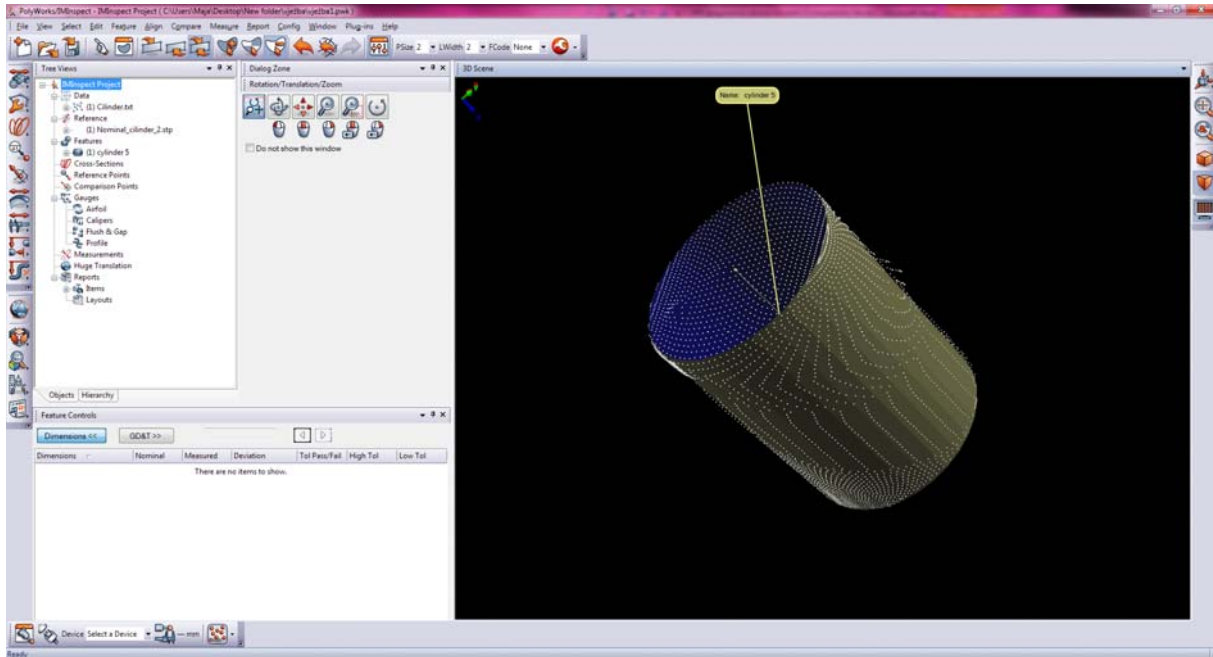 PolyWorks/IMInspect - IMInspect Project ( C:\Users\Maja\Desktop\New folder\vježba\vježba1.pwk )
File View Select Edit Feature Align Compare Measure Report Config Window Plug-ins Help
PSize 2 LWidth 2 FCode None
Tree Views
Dialog Zone
3D Scene
IMInspect Project
Data
(1) Cilinder.txt
Reference
(1) Nominal_cilinder_2.stp
Features
(1) cylinder 5
Cross-Sections
Reference Points
Comparison Points
Gauges
Airfoil
Calipers
Flush & Gap
Profile
Measurements
Huge Translation
Reports
Items
Layouts
Objects Hierarchy
Rotation/Translation/Zoom
Do not show this window
Name: cylinder 5
Feature Controls
Dimensions << GD&T >>
Dimensions Nominal Measured Deviation Tol Pass/Fail High Tol Low Tol
There are no items to show.
Device Select a Device mm
Ready